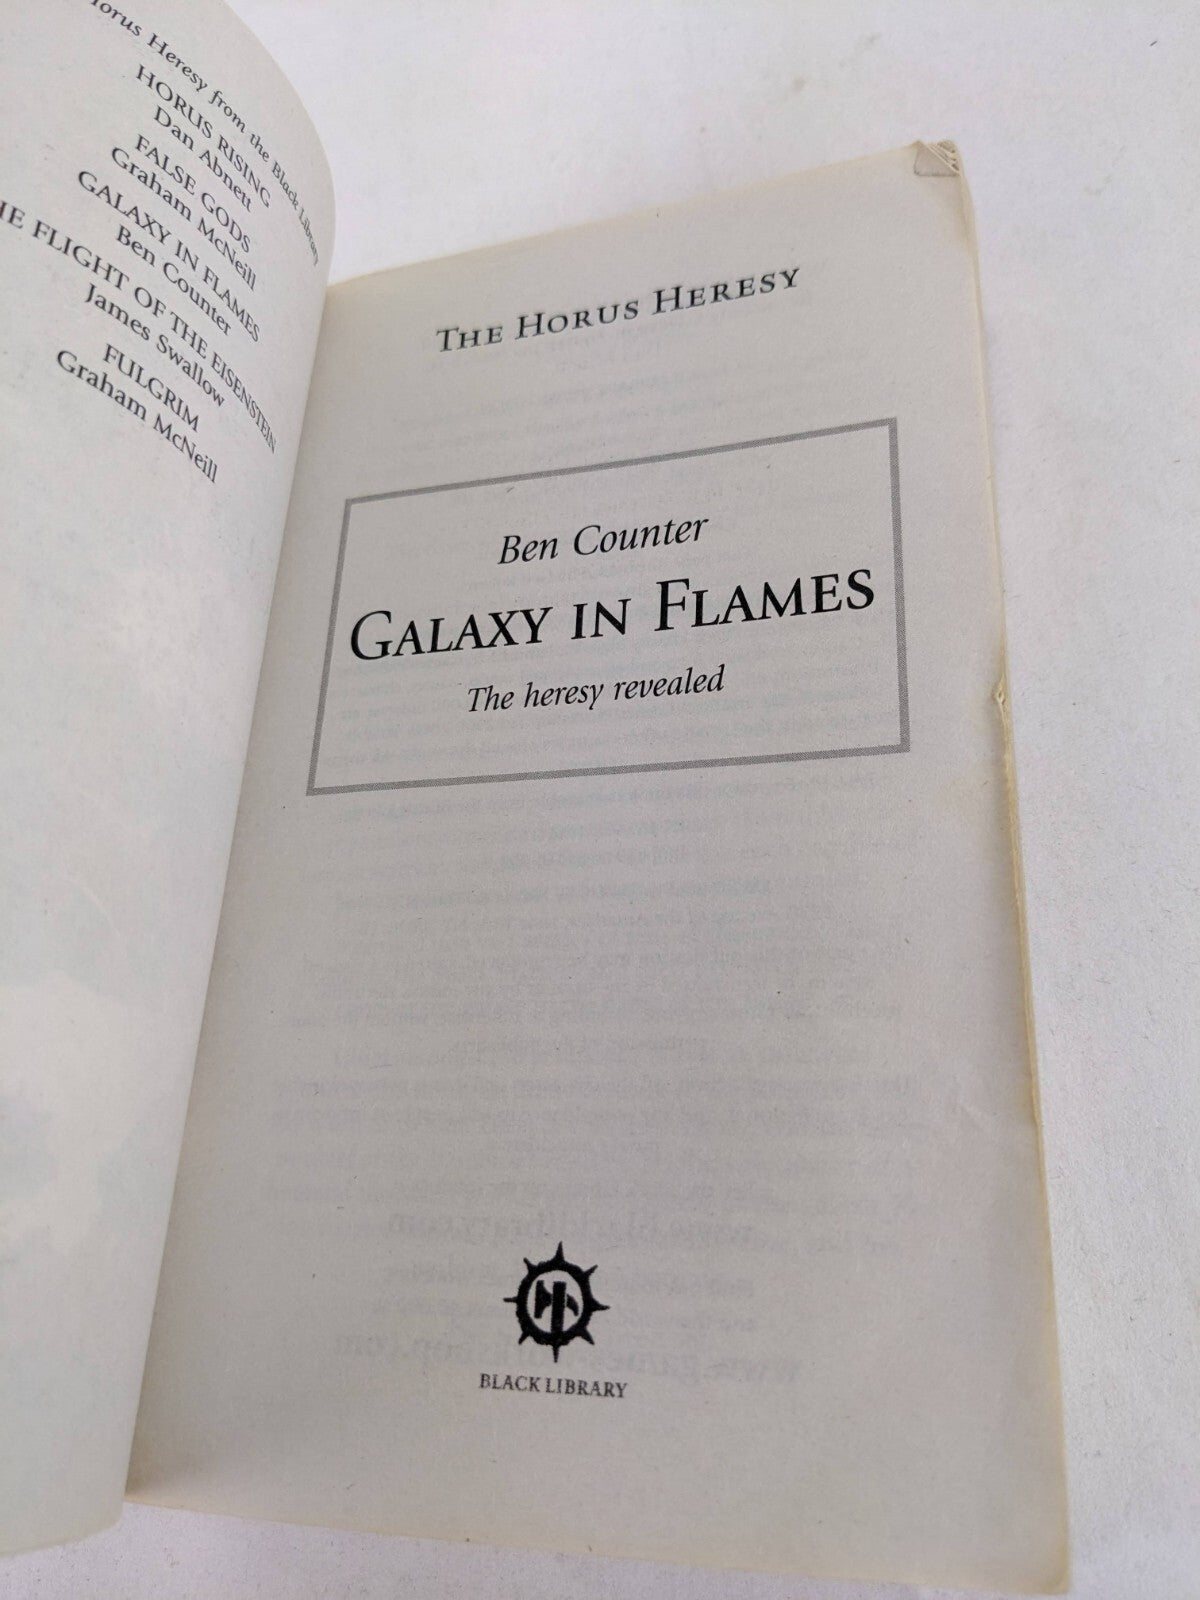 Horus Heresy from the Black Library
HORUS RISING
Dan Abnett
FALSE GODS
Graham McNeill
GALAXY IN FLAMES
Ben Counter
THE FLIGHT OF THE EISENSTEIN
James Swallow
FULGRIM
Graham McNeill
THE HORUS HERESY
Ben Counter
GALAXY IN FLAMES
The heresy revealed
BLACK LIBRARY